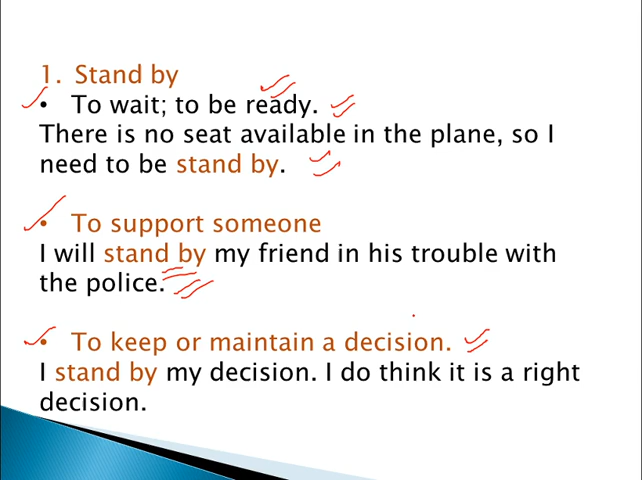 1. Stand by
• To wait; to be ready.
There is no seat available in the plane, so I
need to be stand by.
• To support someone
I will stand by my friend in his trouble with
the police.
• To keep or maintain a decision.
I stand by my decision. I do think it is a right
decision.